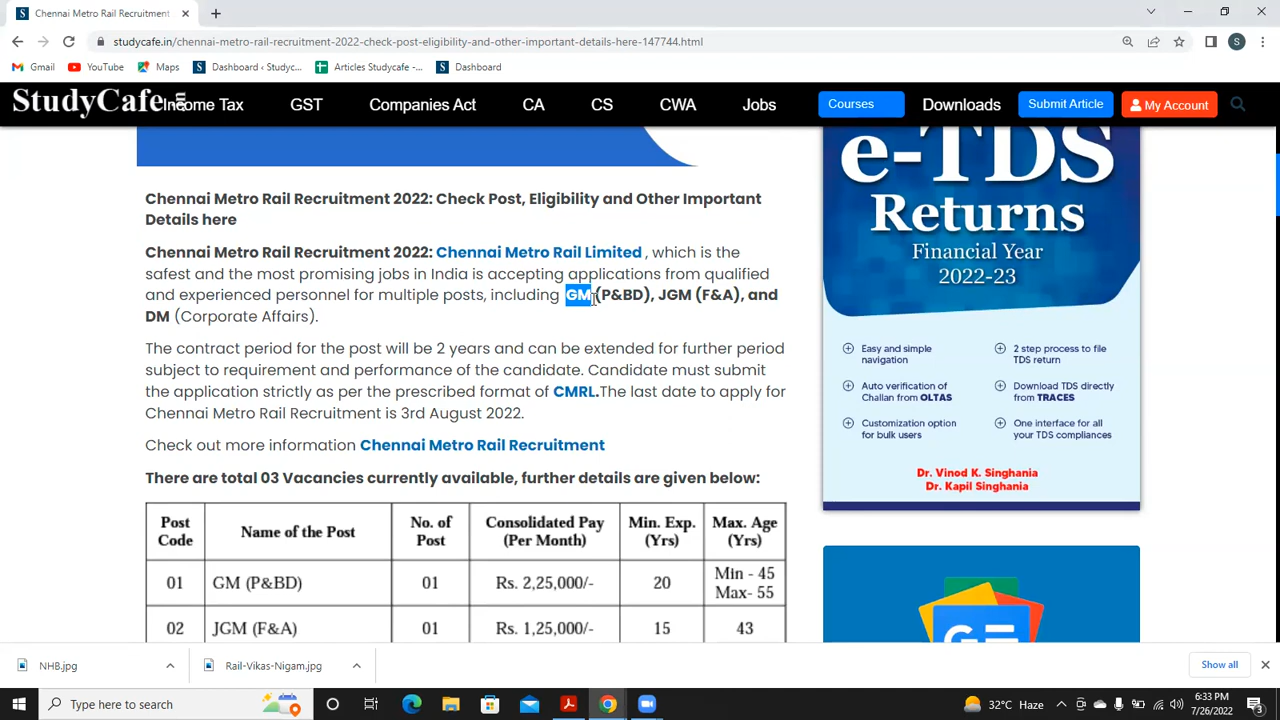 Chennai Metro Rail Recruitment
studycafe.in/chennai-metro-rail-recruitment-2022-check-post-eligibility-and-other-important-details-here-147744.html
S
Gmail YouTube Maps Dashboard ‹ Studyc... Articles Studycafe -... Dashboard
StudyCafe.in Income Tax GST Companies Act CA CS CWA Jobs Courses Downloads Submit Article My Account
Chennai Metro Rail Recruitment 2022: Check Post, Eligibility and Other Important
Details here
Chennai Metro Rail Recruitment 2022: Chennai Metro Rail Limited , which is the
safest and the most promising jobs in India is accepting applications from qualified
and experienced personnel for multiple posts, including GM (P&BD), JGM (F&A), and
DM (Corporate Affairs).
The contract period for the post will be 2 years and can be extended for further period
subject to requirement and performance of the candidate. Candidate must submit
the application strictly as per the prescribed format of CMRL.The last date to apply for
Chennai Metro Rail Recruitment is 3rd August 2022.
Check out more information Chennai Metro Rail Recruitment
There are total 03 Vacancies currently available, further details are given below:
Post Code Name of the Post No. of Post Consolidated Pay (Per Month) Min. Exp. (Yrs) Max. Age (Yrs)
01 GM (P&BD) 01 Rs. 2,25,000/- 20 Min - 45 Max- 55
02 JGM (F&A) 01 Rs. 1,25,000/- 15 43
e-TDS
Returns
Financial Year
2022-23
Easy and simple
navigation
2 step process to file
TDS return
Auto verification of
Challan from OLTAS
Download TDS directly
from TRACES
Customization option
for bulk users
One interface for all
your TDS compliances
Dr. Vinod K. Singhania
Dr. Kapil Singhania
NHB.jpg Rail-Vikas-Nigam.jpg Show all
Type here to search 32°C Haze 6:33 PM
7/26/2022
3